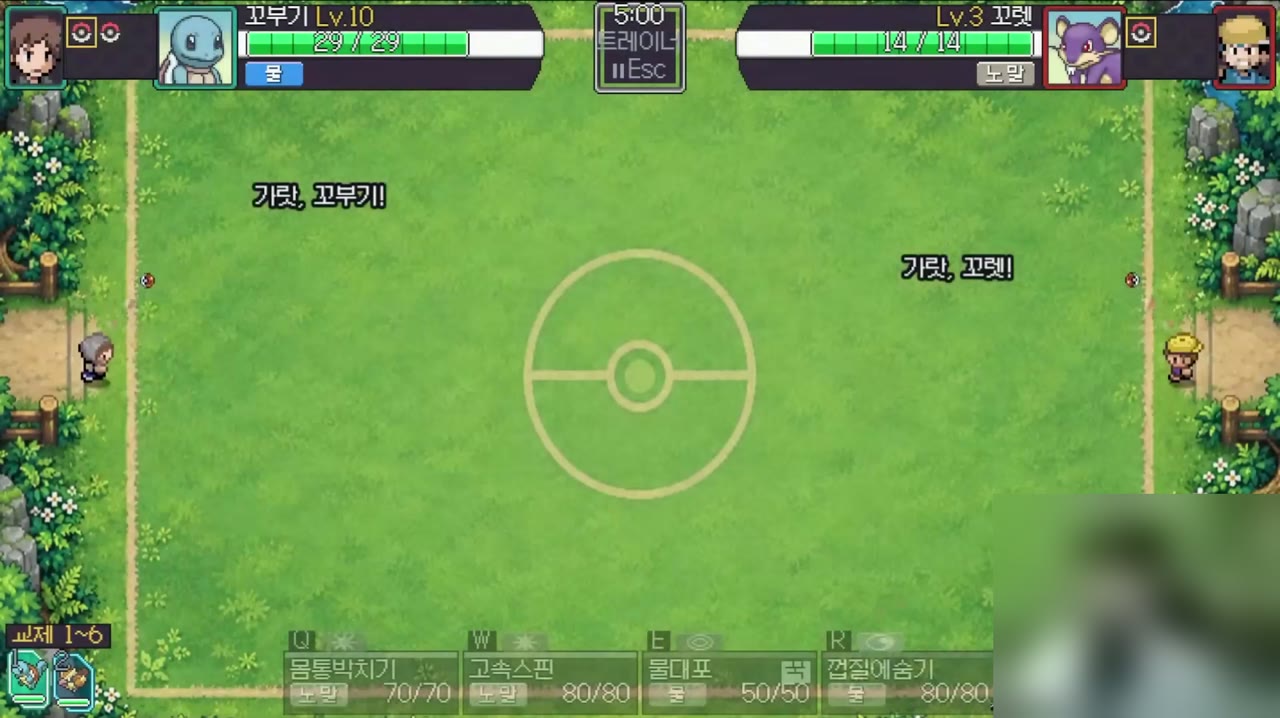 꼬부기 Lv.10
29 / 29
물
5:00
트레이너
Esc
Lv.3 꼬렛
14 / 14
노말
가랏, 꼬부기!
가랏, 꼬렛!
교체 1~6
1
2
Q
몸통박치기
노말 70/70
W
고속스핀
노말 80/80
E
물대포
물 50/50
R
껍질에숨기
물 80/80